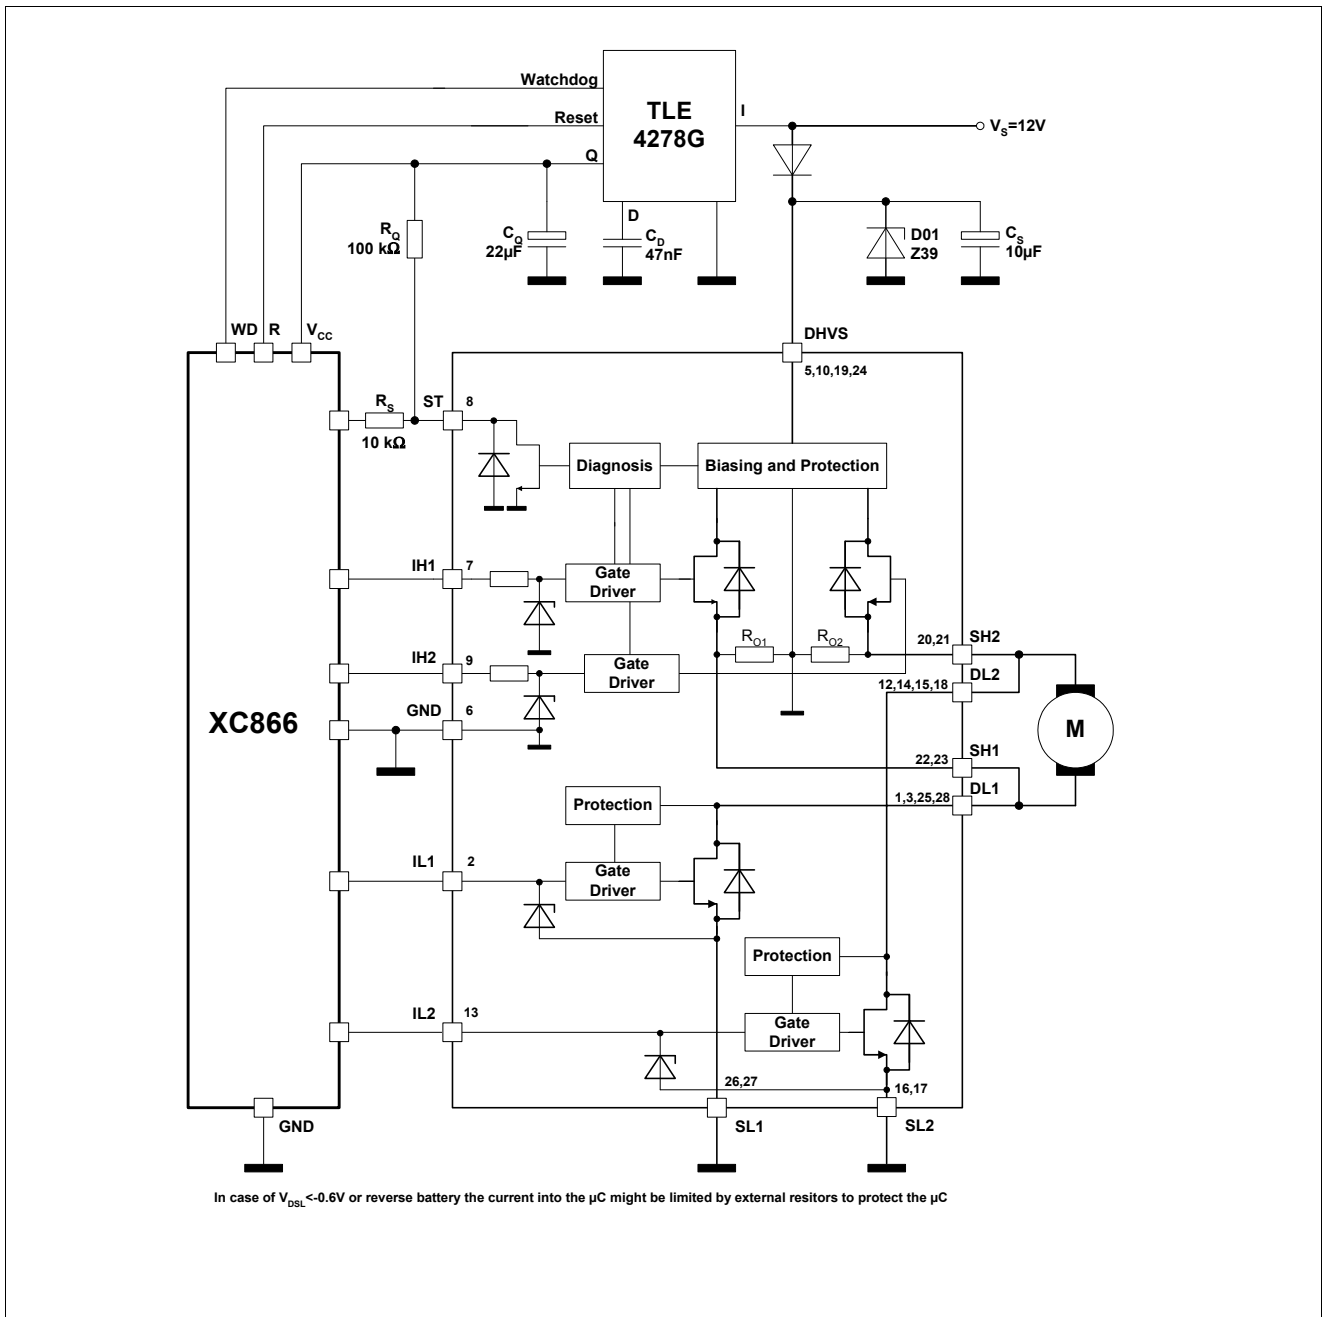 Watchdog
Reset
Q
TLE
4278G
I
V_S=12V
D
R_Q
100 kΩ
C_Q
22µF
C_D
47nF
D01
Z39
C_S
10µF
WD
R
V_CC
DHVS
5,10,19,24
R_S
10 kΩ
ST
8
Diagnosis
Biasing and Protection
IH1
7
Gate
Driver
R_O1
R_O2
20,21
SH2
IH2
9
Gate
Driver
12,14,15,18
DL2
XC866
GND
6
M
22,23
SH1
1,3,25,28
DL1
Protection
IL1
2
Gate
Driver
Protection
IL2
13
Gate
Driver
26,27
16,17
GND
SL1
SL2
In case of V_DSL<-0.6V or reverse battery the current into the µC might be limited by external resitors to protect the µC